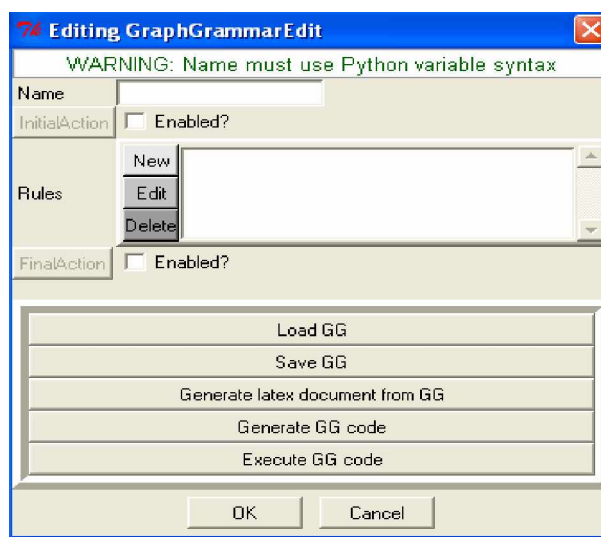 Editing GraphGrammarEdit
WARNING: Name must use Python variable syntax
Name
InitialAction Enabled?
New
Rules Edit
Delete
FinalAction Enabled?
Load GG
Save GG
Generate latex document from GG
Generate GG code
Execute GG code
OK Cancel